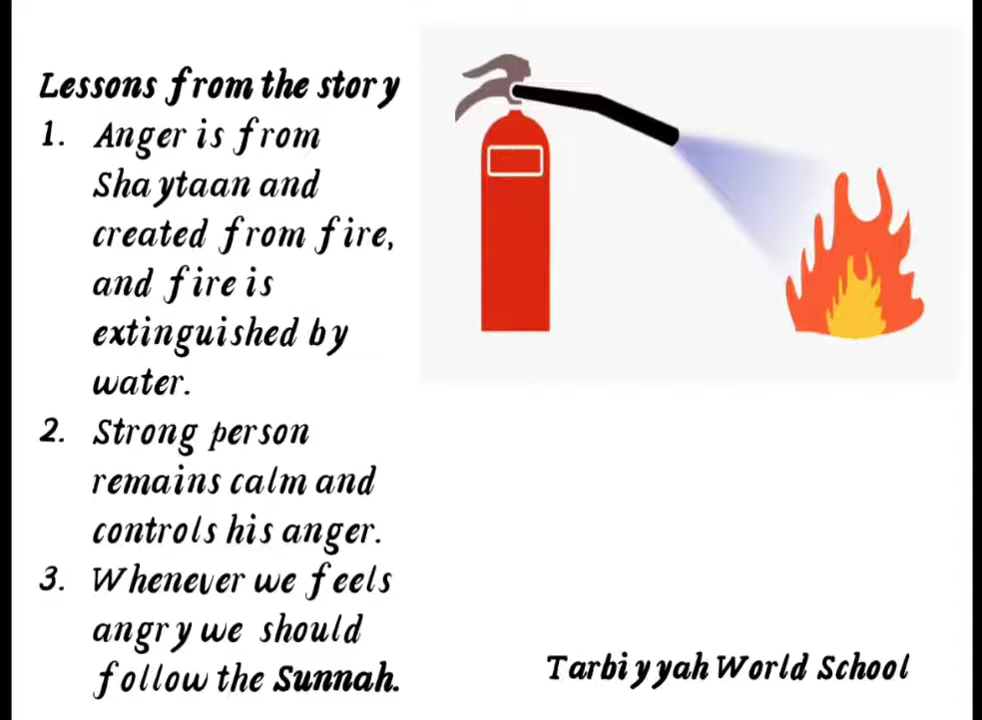 Lessons from the story
1. Anger is from
Shaytaan and
created from fire,
and fire is
extinguished by
water.
2. Strong person
remains calm and
controls his anger.
3. Whenever we feels
angry we should
follow the Sunnah.
Tarbiyyah World School